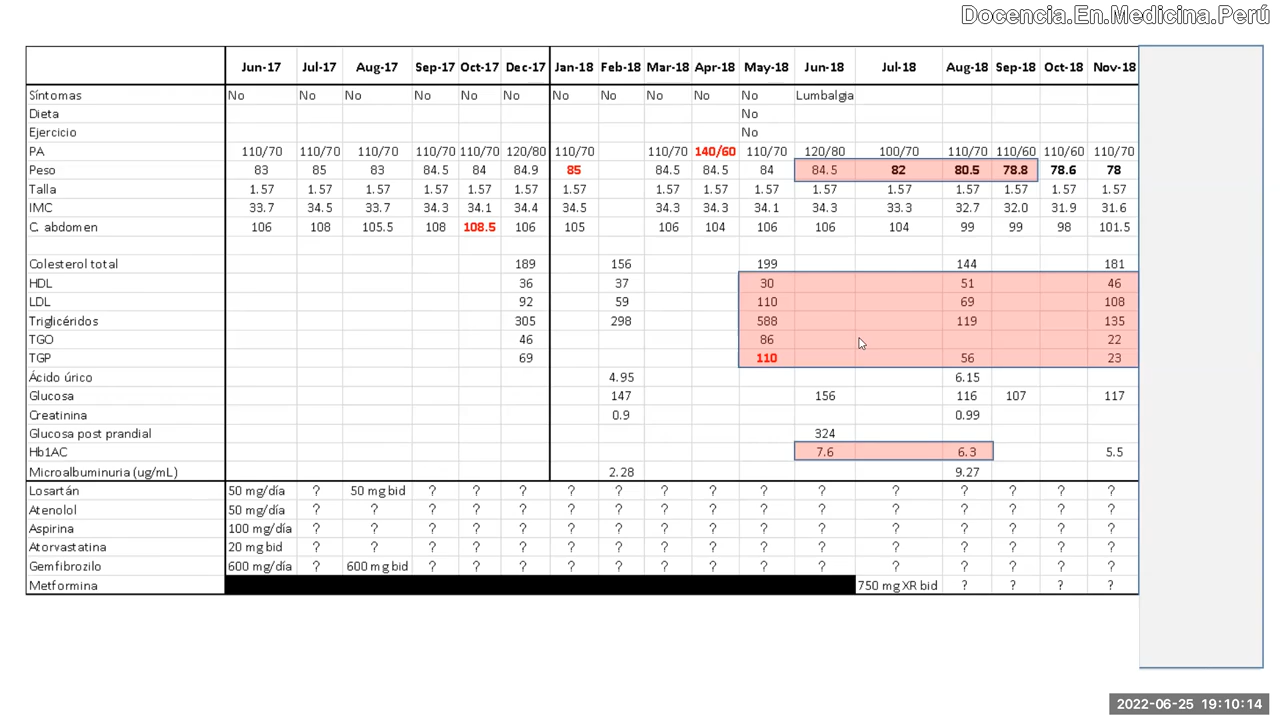 Docencia.En.Medicina.Perú
Jun-17 Jul-17 Aug-17 Sep-17 Oct-17 Dec-17 Jan-18 Feb-18 Mar-18 Apr-18 May-18 Jun-18 Jul-18 Aug-18 Sep-18 Oct-18 Nov-18
Síntomas No No No No No No No No No No No Lumbalgia
Dieta No
Ejercicio No
PA 110/70 110/70 110/70 110/70 110/70 120/80 110/70 110/70 140/60 110/70 120/80 100/70 110/70 110/60 110/60 110/70
Peso 83 85 83 84.5 84 84.9 85 84.5 84.5 84 84.5 82 80.5 78.8 78.6 78
Talla 1.57 1.57 1.57 1.57 1.57 1.57 1.57 1.57 1.57 1.57 1.57 1.57 1.57 1.57 1.57 1.57
IMC 33.7 34.5 33.7 34.3 34.1 34.4 34.5 34.3 34.3 34.1 34.3 33.3 32.7 32.0 31.9 31.6
C. abdomen 106 108 105.5 108 108.5 106 105 106 104 106 106 104 99 99 98 101.5
Colesterol total 189 156 199 144 181
HDL 36 37 30 51 46
LDL 92 59 110 69 108
Triglicéridos 305 298 588 119 135
TGO 46 86 22
TGP 69 110 56 23
Ácido úrico 4.95 6.15
Glucosa 147 156 116 107 117
Creatinina 0.9 0.99
Glucosa post prandial 324
Hb1AC 7.6 6.3 5.5
Microalbuminuria (ug/mL) 2.28 9.27
Losartán 50 mg/día ? 50 mg bid ? ? ? ? ? ? ? ? ? ? ? ? ? ?
Atenolol 50 mg/día ? ? ? ? ? ? ? ? ? ? ? ? ? ? ? ?
Aspirina 100 mg/día ? ? ? ? ? ? ? ? ? ? ? ? ? ? ? ?
Atorvastatina 20 mg bid ? ? ? ? ? ? ? ? ? ? ? ? ? ? ? ?
Gemfibrozilo 600 mg/día ? 600 mg bid ? ? ? ? ? ? ? ? ? ? ? ? ? ?
Metformina 750 mg XR bid ? ? ? ?
2022-06-25 19:10:14